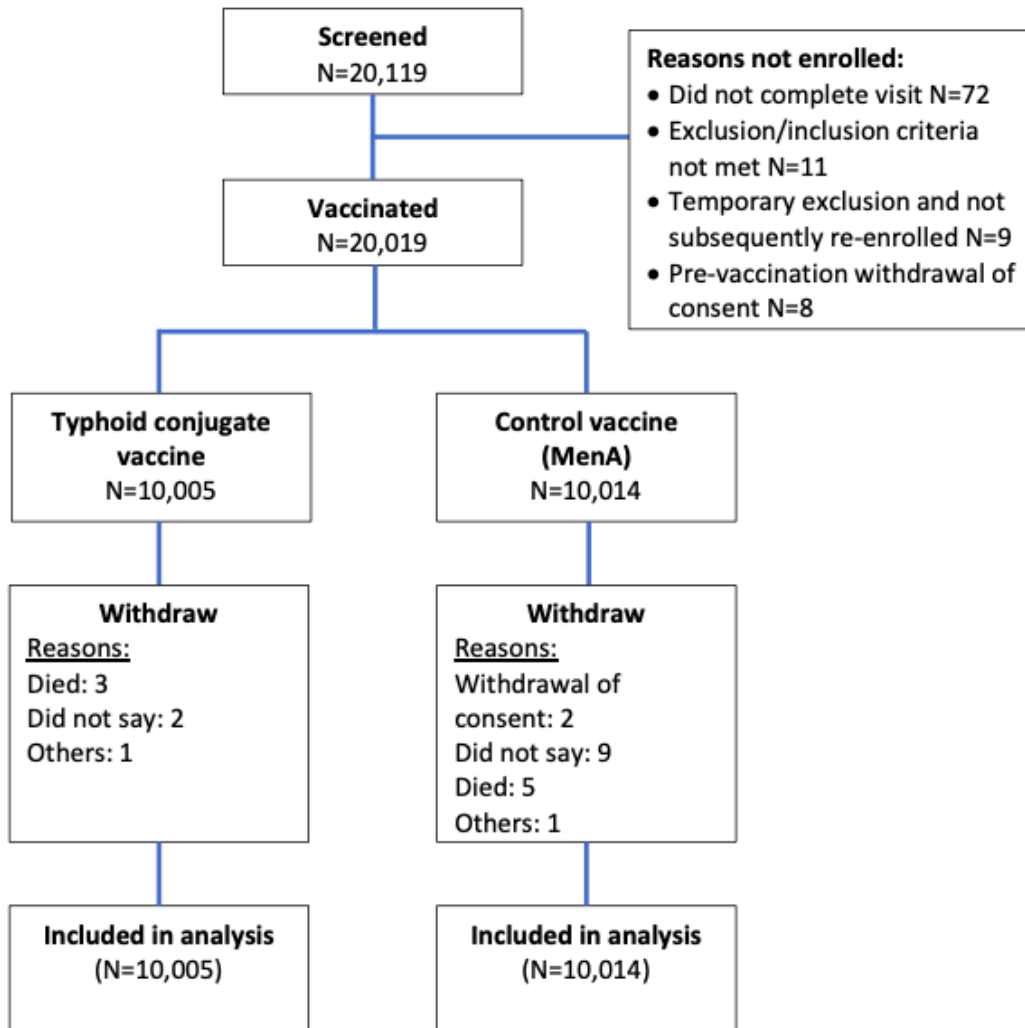 Screened
N=20,119
Reasons not enrolled:
• Did not complete visit N=72
• Exclusion/inclusion criteria
not met N=11
• Temporary exclusion and not
subsequently re-enrolled N=9
• Pre-vaccination withdrawal of
consent N=8
Vaccinated
N=20,019
Typhoid conjugate
vaccine
N=10,005
Control vaccine
(MenA)
N=10,014
Withdraw
Reasons:
Died: 3
Did not say: 2
Others: 1
Withdraw
Reasons:
Withdrawal of
consent: 2
Did not say: 9
Died: 5
Others: 1
Included in analysis
(N=10,005)
Included in analysis
(N=10,014)